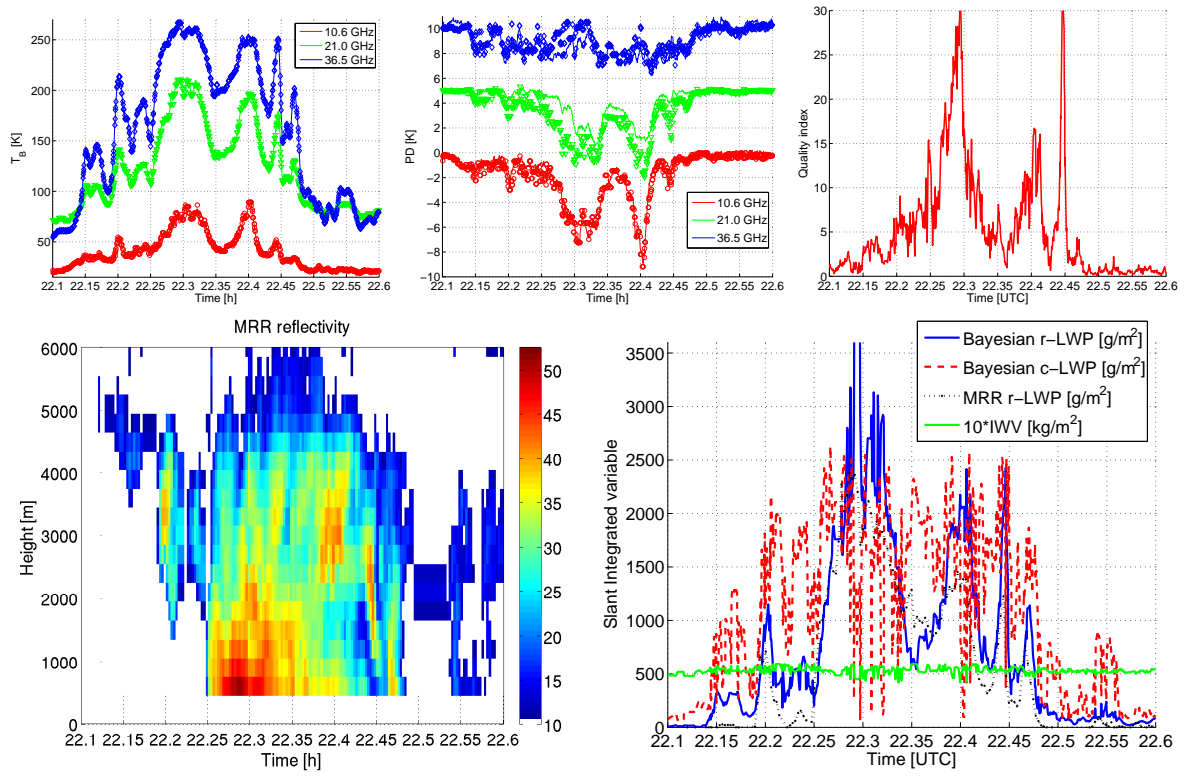 250
200
150
100
50
T_B [K]
10.6 GHz
21.0 GHz
36.5 GHz
22.1 22.15 22.2 22.25 22.3 22.35 22.4 22.45 22.5 22.55 22.6
Time [h]
10
8
6
4
2
0
−2
−4
−6
−8
−10
PD [K]
10.6 GHz
21.0 GHz
36.5 GHz
22.1 22.15 22.2 22.25 22.3 22.35 22.4 22.45 22.5 22.55 22.6
Time [h]
30
25
20
15
10
5
0
Quality index
22.1 22.15 22.2 22.25 22.3 22.35 22.4 22.45 22.5 22.55 22.6
Time [UTC]
MRR reflectivity
6000
5000
4000
3000
2000
1000
0
Height [m]
22.1 22.15 22.2 22.25 22.3 22.35 22.4 22.45 22.5 22.55 22.6
Time [h]
50
45
40
35
30
25
20
15
10
Bayesian r−LWP [g/m²]
Bayesian c−LWP [g/m²]
MRR r−LWP [g/m²]
10*IWV [kg/m²]
3500
3000
2500
2000
1500
1000
500
0
Slant Integrated variable
22.1 22.15 22.2 22.25 22.3 22.35 22.4 22.45 22.5 22.55 22.6
Time [UTC]